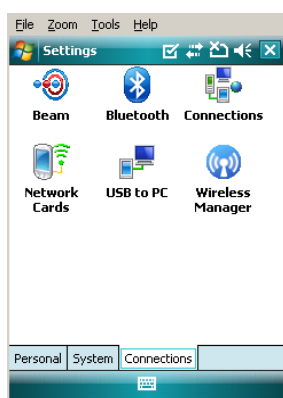 File Zoom Tools Help
Settings
Beam Bluetooth Connections
Network Cards USB to PC Wireless Manager
Personal System Connections